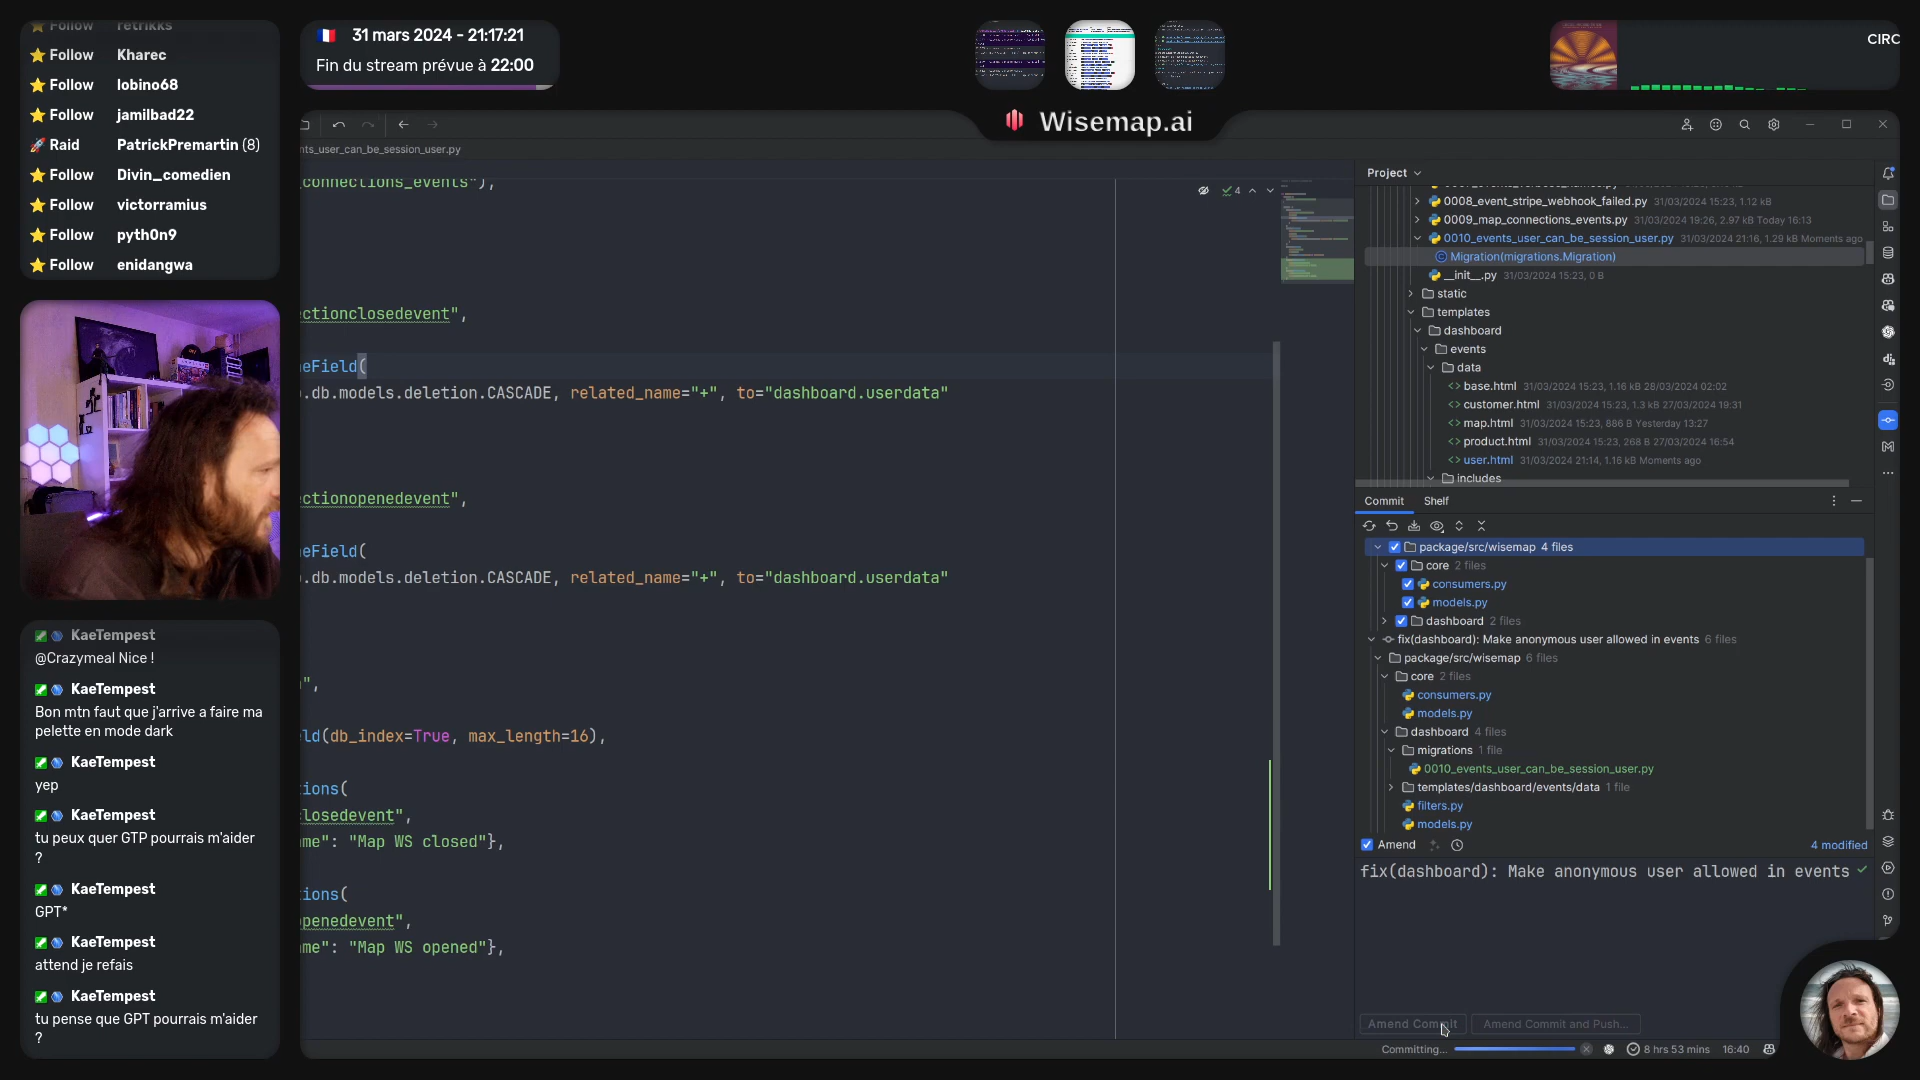 Follow retrikks
Follow Kharec
Follow lobino68
Follow jamilbad22
Raid PatrickPremartin (8)
Follow Divin_comedien
Follow victorramius
Follow pyth0n9
Follow enidangwa
31 mars 2024 - 21:17:21
Fin du stream prévue à 22:00
CIRC
Wisemap.ai
nts_user_can_be_session_user.py
connections_events"),
4
ctionclosedevent",
eField(
.db.models.deletion.CASCADE, related_name="+", to="dashboard.userdata"
ctionopenedevent",
eField(
.db.models.deletion.CASCADE, related_name="+", to="dashboard.userdata"
",
ld(db_index=True, max_length=16),
ions(
losedevent",
me": "Map WS closed"},
ions(
penedevent",
me": "Map WS opened"},
Project
0008_event_stripe_webhook_failed.py 31/03/2024 15:23, 1.12 kB
0009_map_connections_events.py 31/03/2024 19:26, 2.97 kB Today 16:13
0010_events_user_can_be_session_user.py 31/03/2024 21:16, 1.29 kB Moments ago
Migration(migrations.Migration)
__init__.py 31/03/2024 15:23, 0 B
static
templates
dashboard
events
data
base.html 31/03/2024 15:23, 1.16 kB 28/03/2024 02:02
customer.html 31/03/2024 15:23, 1.3 kB 27/03/2024 19:31
map.html 31/03/2024 15:23, 886 B Yesterday 13:27
product.html 31/03/2024 15:23, 268 B 27/03/2024 16:54
user.html 31/03/2024 21:14, 1.16 kB Moments ago
includes
Commit Shelf
package/src/wisemap 4 files
core 2 files
consumers.py
models.py
dashboard 2 files
fix(dashboard): Make anonymous user allowed in events 6 files
package/src/wisemap 6 files
core 2 files
consumers.py
models.py
dashboard 4 files
migrations 1 file
0010_events_user_can_be_session_user.py
templates/dashboard/events/data 1 file
filters.py
models.py
Amend 4 modified
fix(dashboard): Make anonymous user allowed in events
Amend Commit Amend Commit and Push...
Committing... 8 hrs 53 mins 16:40
KaeTempest
@Crazymeal Nice !
KaeTempest
Bon mtn faut que j'arrive a faire ma
pelette en mode dark
KaeTempest
yep
KaeTempest
tu peux quer GTP pourrais m'aider
?
KaeTempest
GPT*
KaeTempest
attend je refais
KaeTempest
tu pense que GPT pourrais m'aider
?